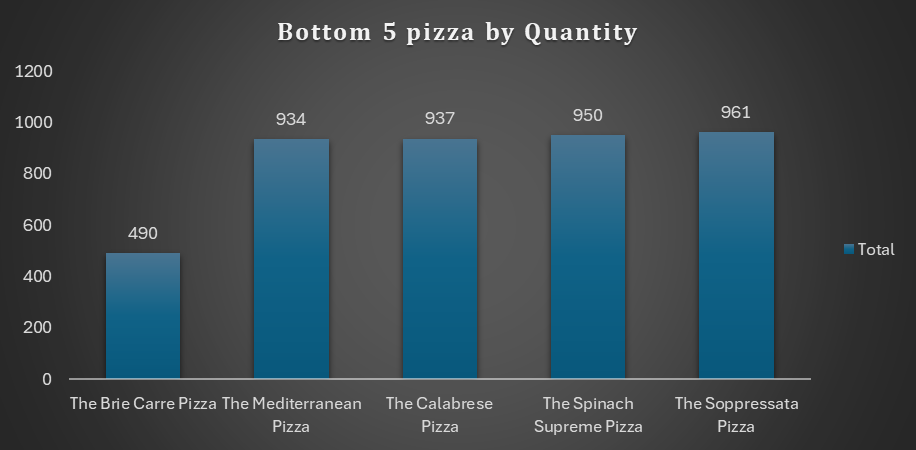 Bottom 5 pizza by Quantity
1200
1000
800
600
400
200
0
490
934
937
950
961
The Brie Carre Pizza
The Mediterranean
Pizza
The Calabrese
Pizza
The Spinach
Supreme Pizza
The Soppressata
Pizza
Total